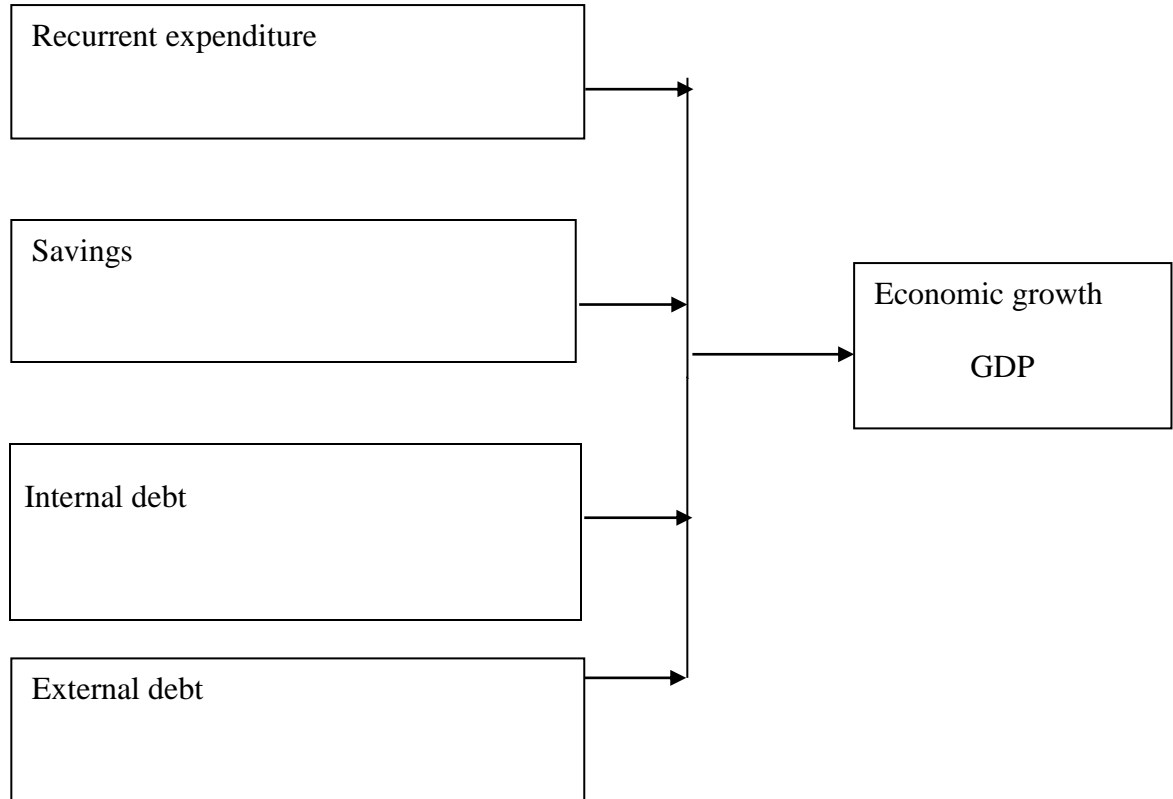 Recurrent expenditure
Savings
Economic growth
GDP
Internal debt
External debt